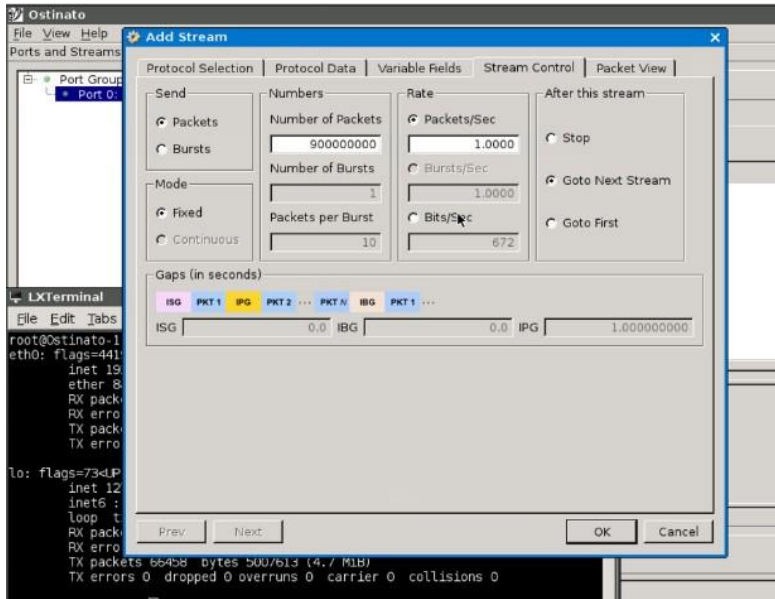 Ostinato
File View Help
Ports and Streams
Port Group
Port 0:
Add Stream
Protocol Selection Protocol Data Variable Fields Stream Control Packet View
Send
Packets
Bursts
Mode
Fixed
Continuous
Numbers
Number of Packets
900000000
Number of Bursts
1
Packets per Burst
10
Rate
Packets/Sec
1.0000
Bursts/Sec
1.0000
Bits/Sec
672
After this stream
Stop
Goto Next Stream
Goto First
Gaps (in seconds)
ISG PKT 1 IPG PKT 2 ... PKT N IBG PKT 1 ...
ISG 0.0 IBG 0.0 IPG 1.000000000
Prev Next OK Cancel
LXTerminal
File Edit Tabs
root@Ostinato-1
eth0: flags=441
inet 19
ether 8
RX pack
RX erro
TX pack
TX erro
lo: flags=73<UP
inet 12
inet6 :
loop t
RX pack
RX erro
TX packets 66458 bytes 5007613 (4.7 MiB)
TX errors 0 dropped 0 overruns 0 carrier 0 collisions 0